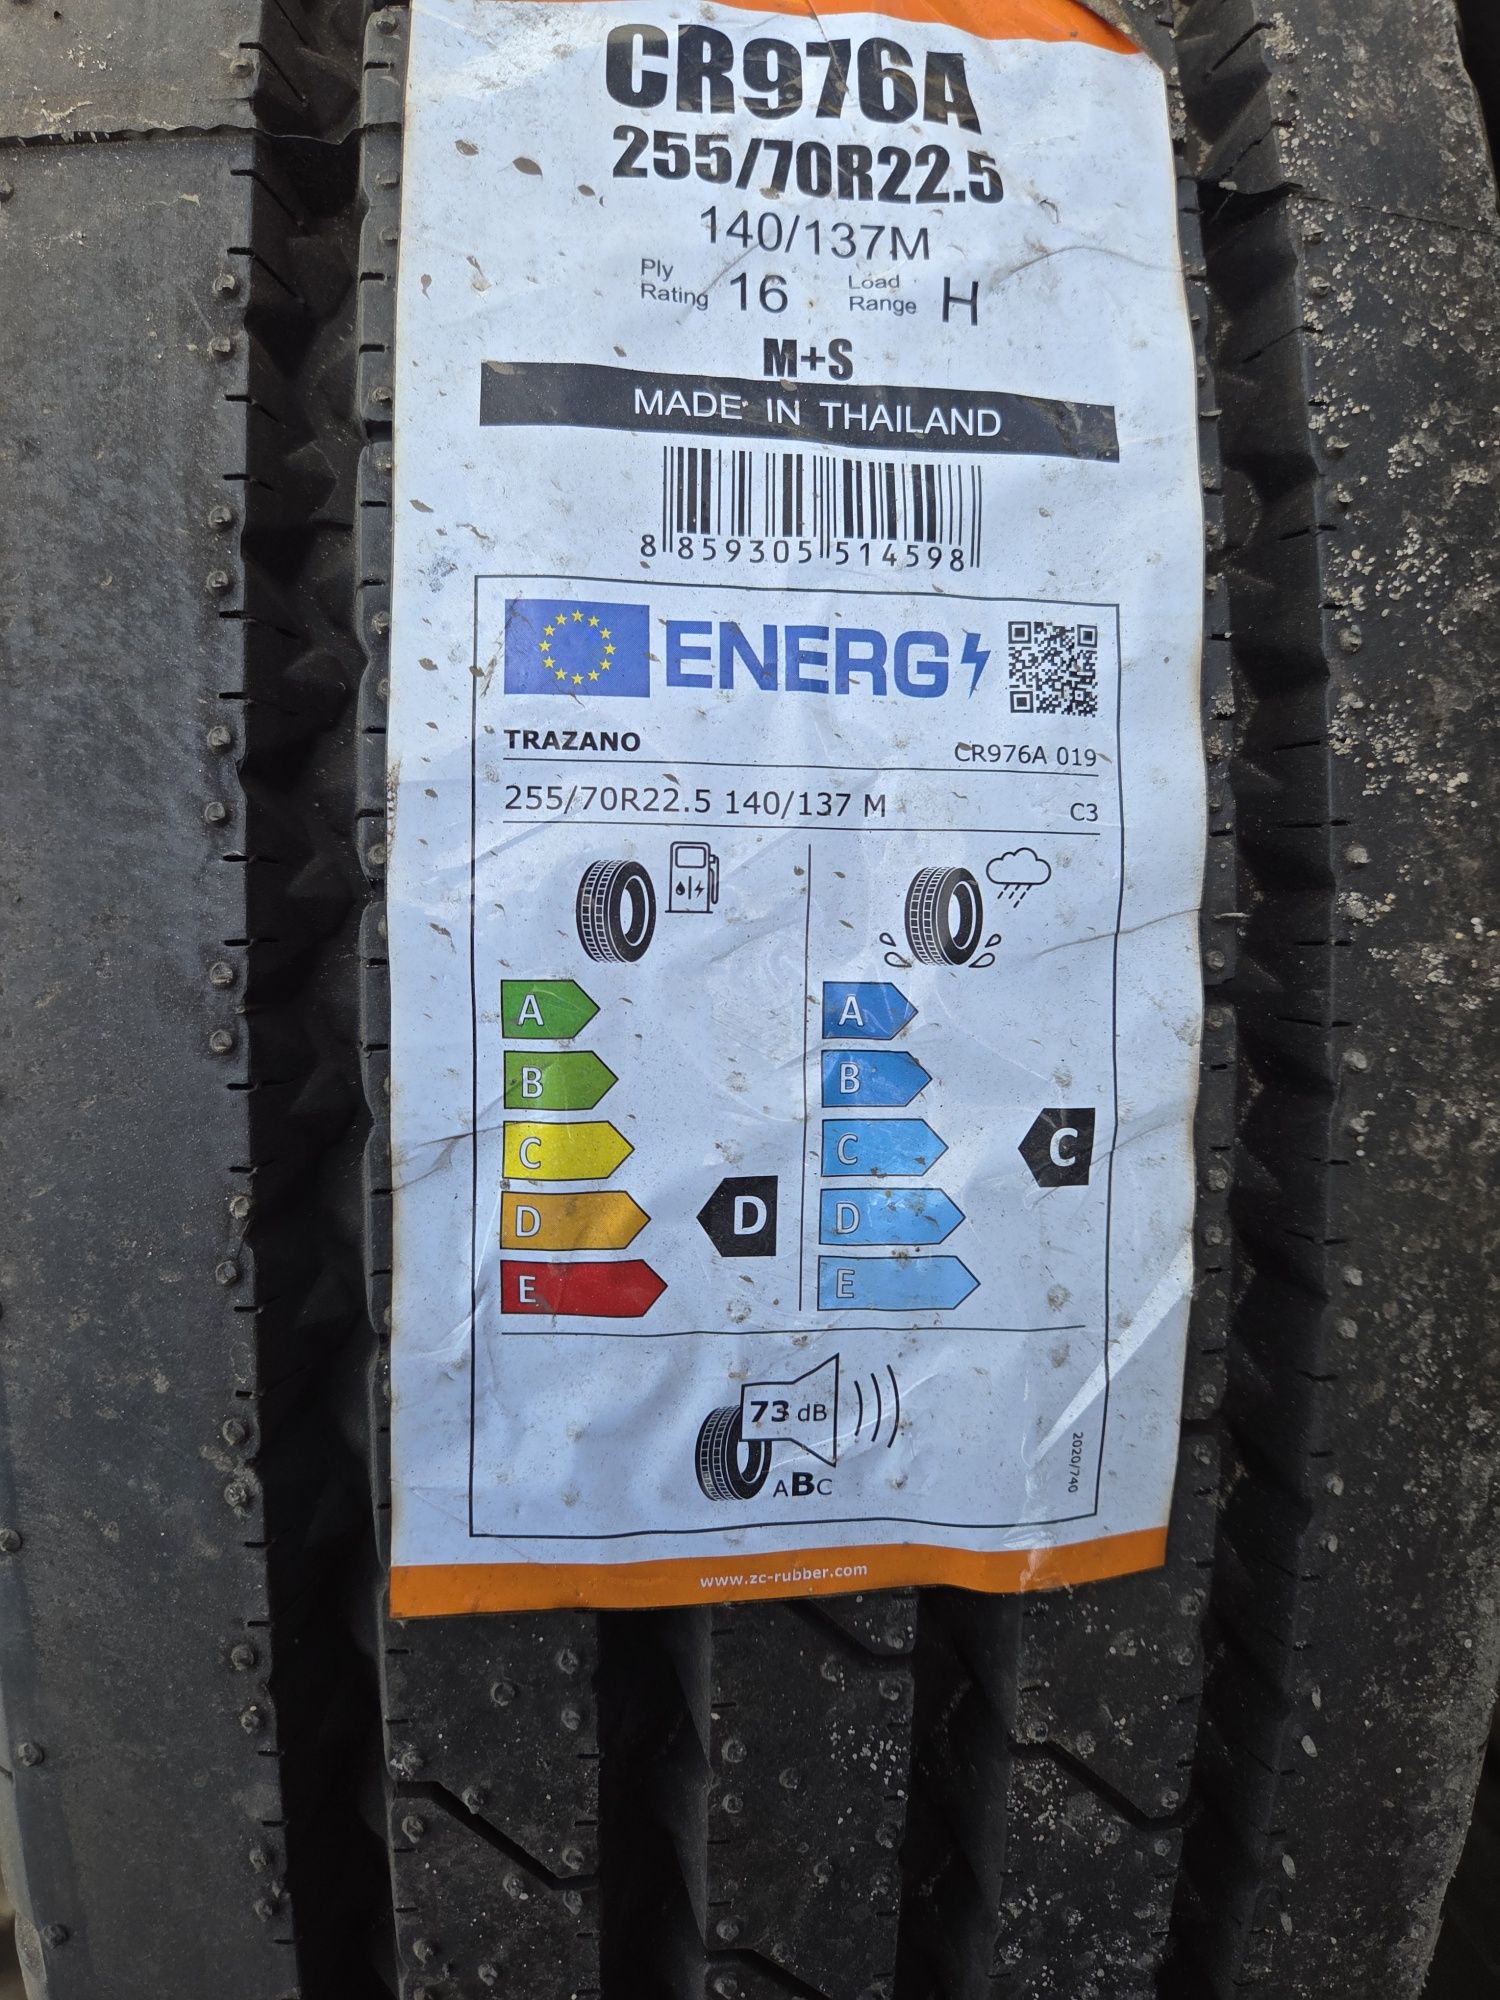 CR976A
255/70R22.5
140/137M
Ply Rating 16 Load Range H
M+S
MADE IN THAILAND
8 859305 514598
ENERG
TRAZANO CR976A 019
255/70R22.5 140/137 M C3
A A
B B
C C C
D D D
E E
73 dB
ABC
2020/740
www.zc-rubber.com